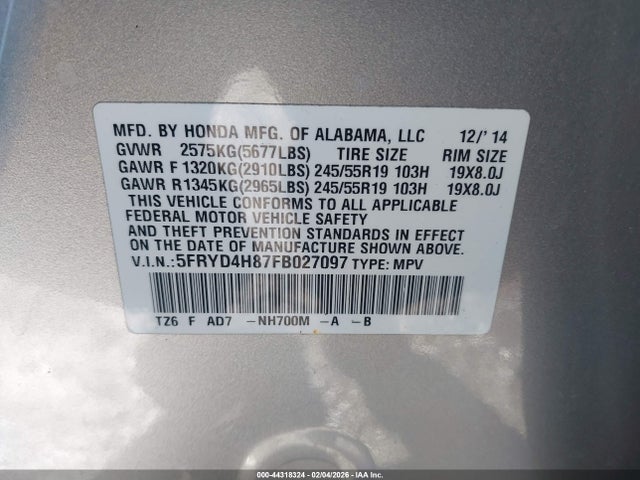 MFD. BY HONDA MFG. OF ALABAMA, LLC 12/'14
GVWR 2575KG(5677LBS) TIRE SIZE RIM SIZE
GAWR F 1320KG(2910LBS) 245/55R19 103H 19X8.0J
GAWR R 1345KG(2965LBS) 245/55R19 103H 19X8.0J
THIS VEHICLE CONFORMS TO ALL APPLICABLE
FEDERAL MOTOR VEHICLE SAFETY
AND THEFT PREVENTION STANDARDS IN EFFECT
ON THE DATE OF MANUFACTURE SHOWN ABOVE.
V.I.N.: 5FRYD4H87FB027097 TYPE: MPV
TZ6 F AD7 -NH700M -A -B
000-44318324 - 02/04/2026 - IAA Inc.